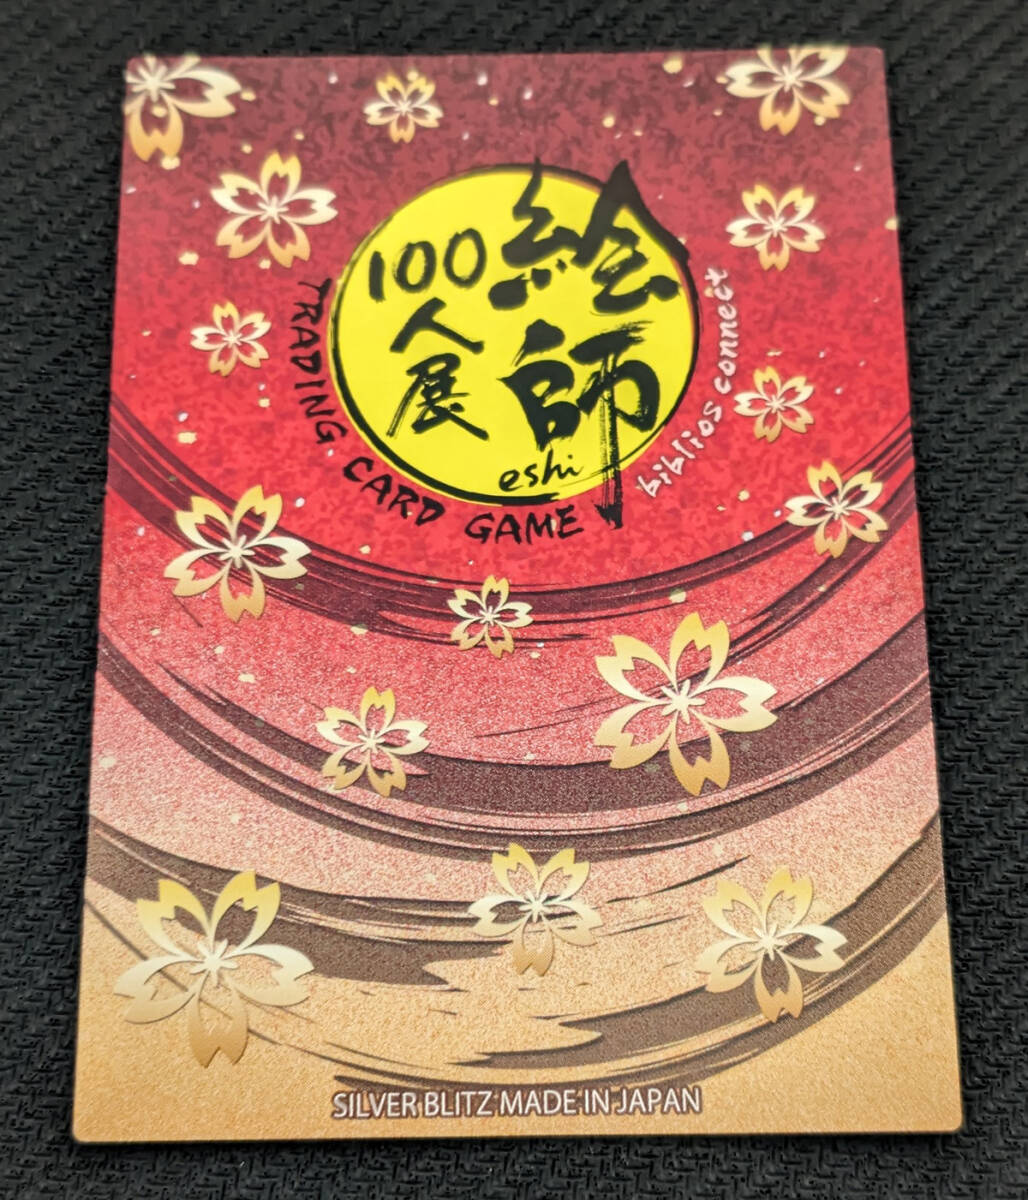 絵師
100
人展
eshi
TRADING CARD GAME
biblios connect
SILVER BLITZ MADE IN JAPAN